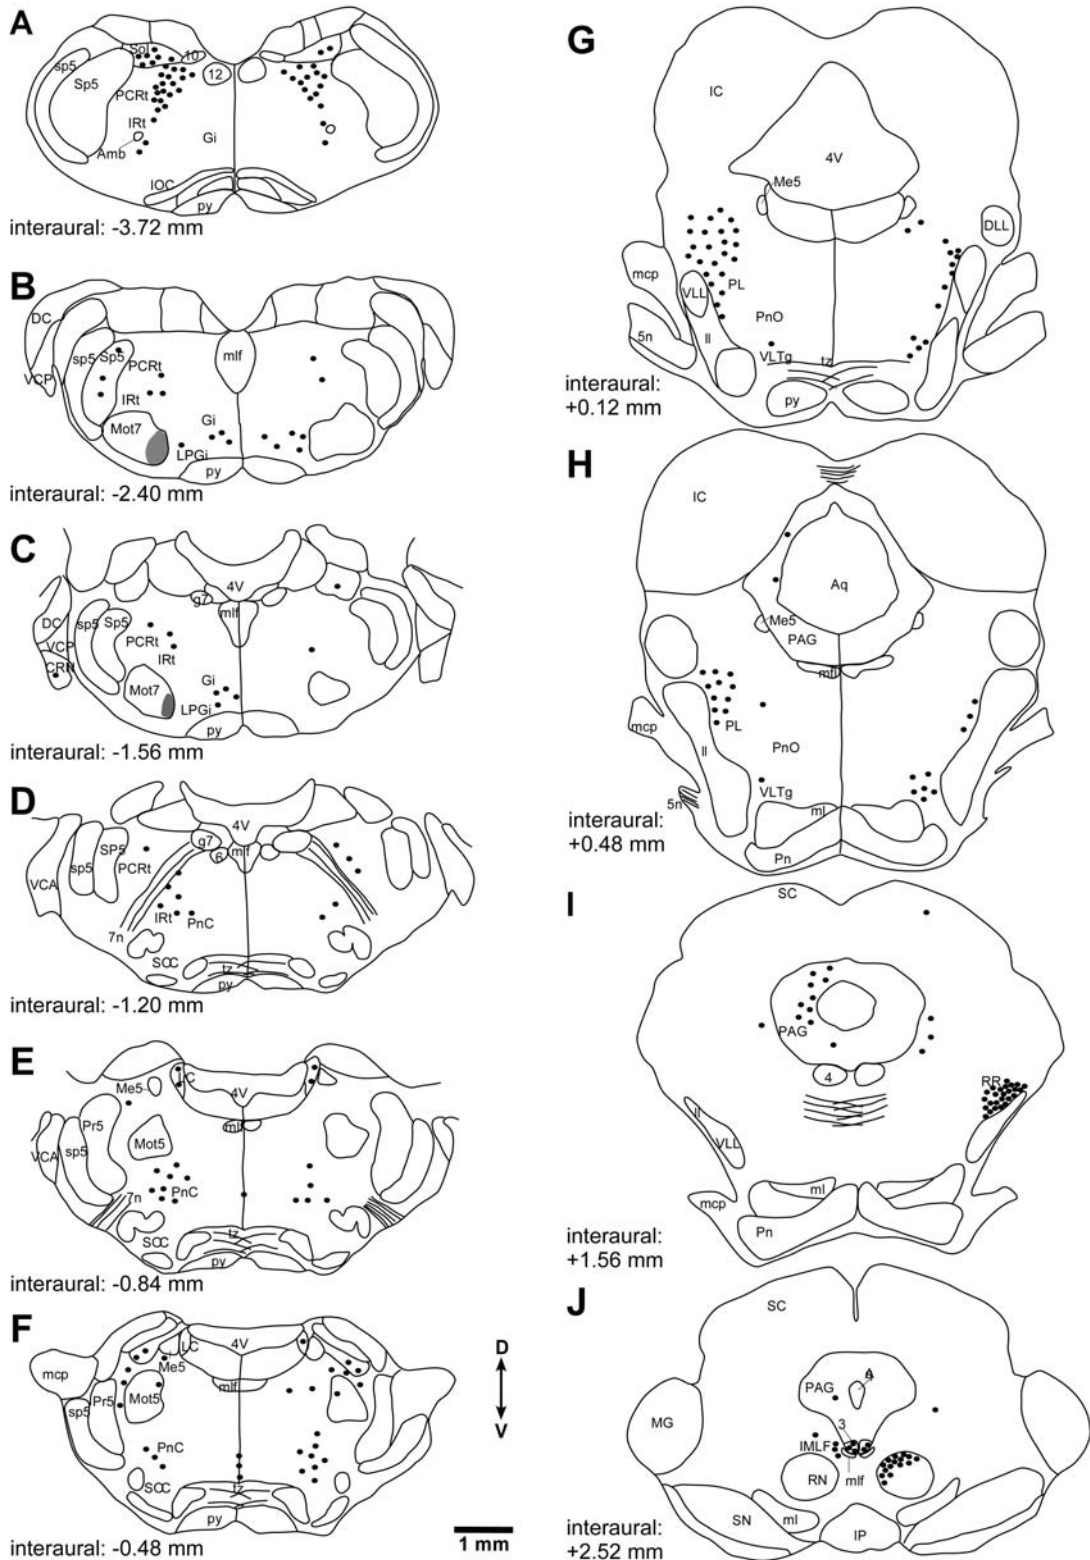 A
Sol
10
sp5
12
Sp5
PCRt
IRt
Gi
Amb
IOC
py
interaural: -3.72 mm
B
DC
mlf
sp5
Sp5
PCRt
VCP
IRt
Mot7
Gi
LPGi
py
interaural: -2.40 mm
C
4V
g7
mlf
DC
sp5
Sp5
VCP
PCRt
IRt
CRN
Gi
Mot7
LPGi
py
interaural: -1.56 mm
D
4V
g7
6
mlf
SP5
sp5
PCRt
VCA
IRt
PnC
7n
SOC
tz
py
interaural: -1.20 mm
E
LC
Me5
4V
Pr5
mlf
Mot5
VCA
sp5
PnC
7n
SOC
tz
py
interaural: -0.84 mm
F
LC
4V
mcp
Me5
mlf
Pr5
Mot5
sp5
PnC
SOC
tz
py
interaural: -0.48 mm
D
V
1 mm
G
IC
4V
Me5
DLL
mcp
PL
VLL
PnO
5n
ll
VLTg
tz
py
interaural:
+0.12 mm
H
IC
Aq
Me5
PAG
mlf
PL
mcp
ll
PnO
VLTg
5n
ml
Pn
interaural:
+0.48 mm
I
SC
PAG
4
RR
ll
VLL
ml
mcp
Pn
interaural:
+1.56 mm
J
SC
PAG
MG
3
IMLF
RN
mlf
SN
ml
IP
interaural:
+2.52 mm